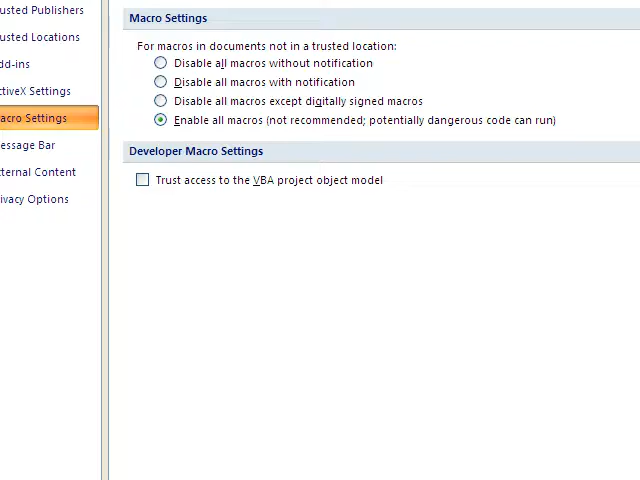 usted Publishers
usted Locations
dd-ins
ctiveX Settings
acro Settings
essage Bar
ternal Content
ivacy Options
Macro Settings
For macros in documents not in a trusted location:
Disable all macros without notification
Disable all macros with notification
Disable all macros except digitally signed macros
Enable all macros (not recommended; potentially dangerous code can run)
Developer Macro Settings
Trust access to the VBA project object model